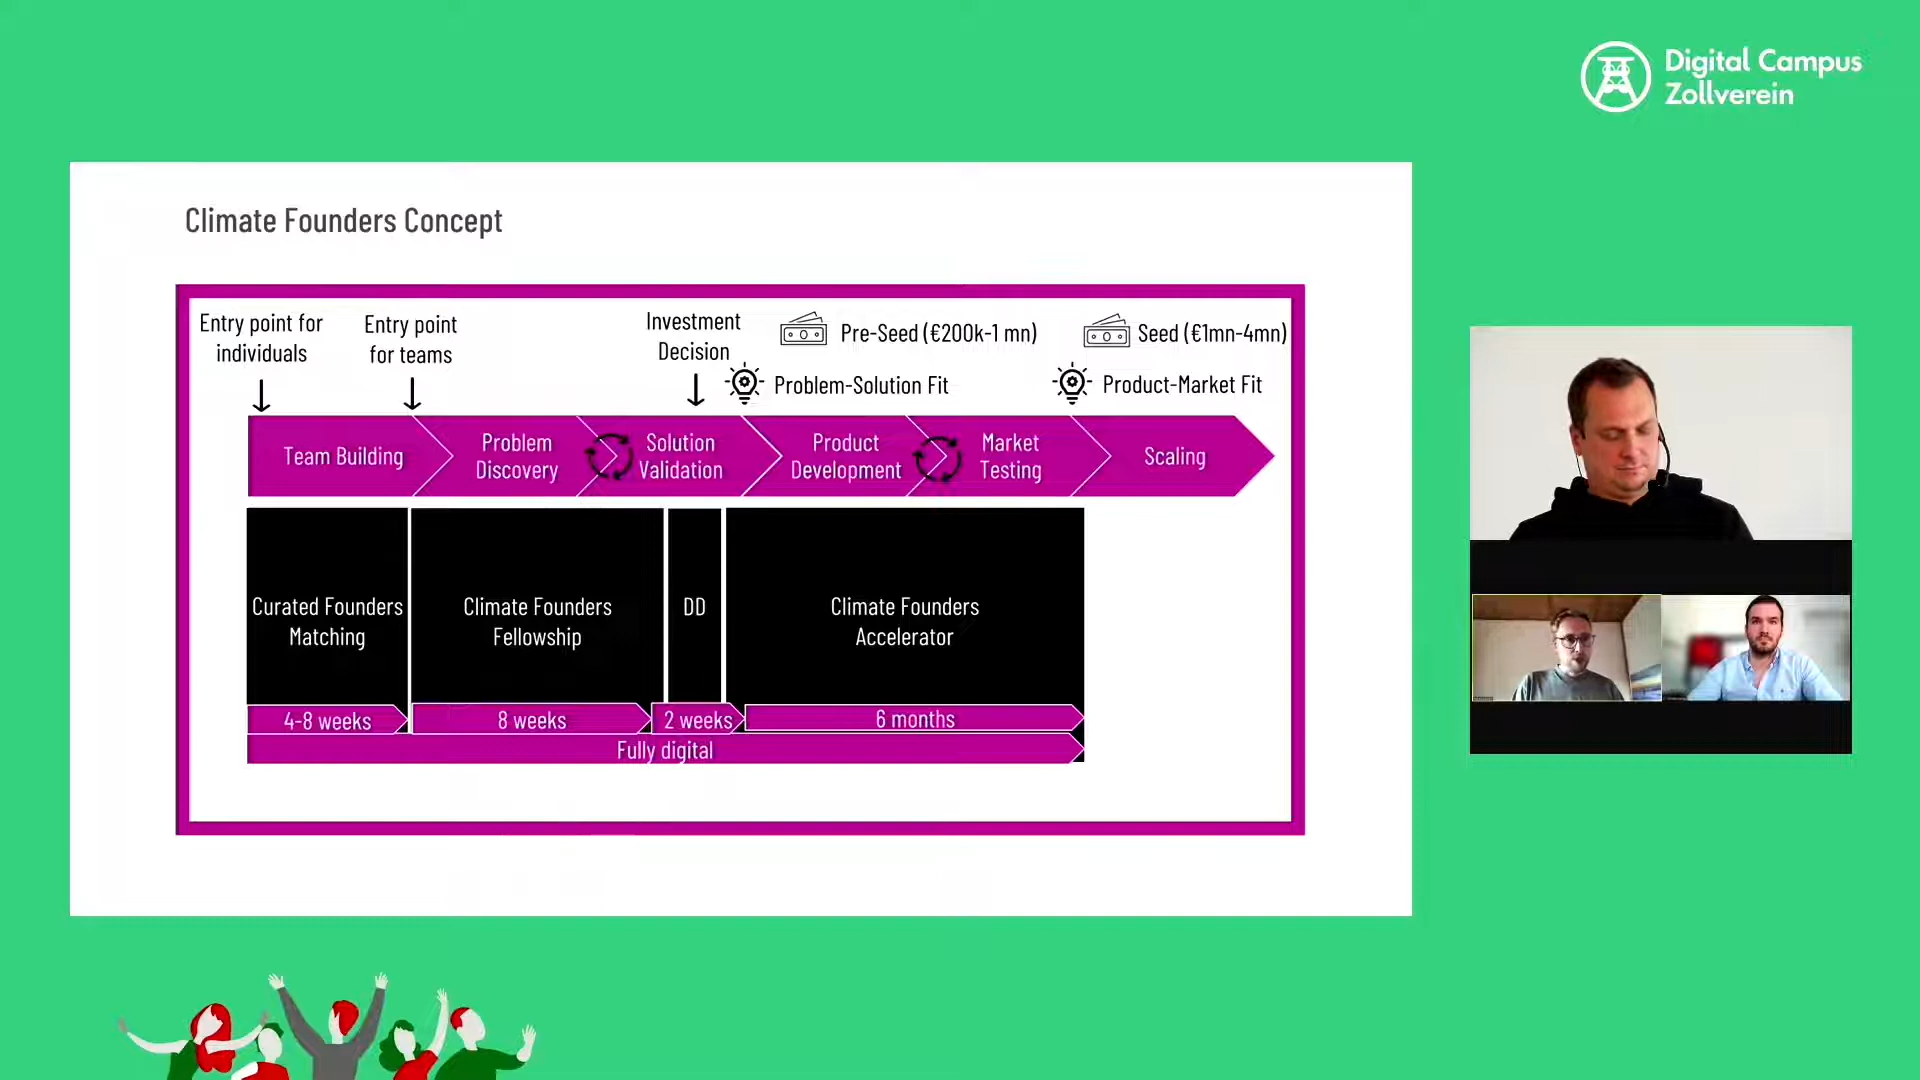 Digital Campus
Zollverein
Climate Founders Concept
Entry point for
individuals
Entry point
for teams
Investment
Decision
Pre-Seed (€200k-1 mn)
Seed (€1mn-4mn)
Problem-Solution Fit
Product-Market Fit
Team Building
Problem
Discovery
Solution
Validation
Product
Development
Market
Testing
Scaling
Curated Founders
Matching
Climate Founders
Fellowship
DD
Climate Founders
Accelerator
4-8 weeks
8 weeks
2 weeks
6 months
Fully digital